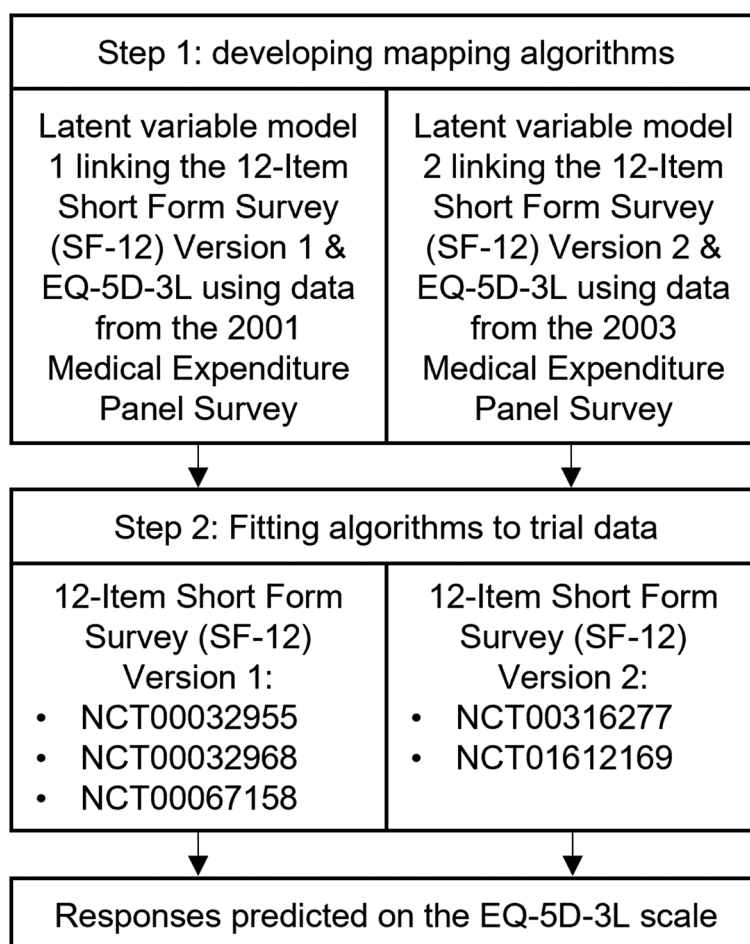 Step 1: developing mapping algorithms
Latent variable model
1 linking the 12-Item
Short Form Survey
(SF-12) Version 1 &
EQ-5D-3L using data
from the 2001
Medical Expenditure
Panel Survey
Latent variable model
2 linking the 12-Item
Short Form Survey
(SF-12) Version 2 &
EQ-5D-3L using data
from the 2003
Medical Expenditure
Panel Survey
Step 2: Fitting algorithms to trial data
12-Item Short Form
Survey (SF-12)
Version 1:
• NCT00032955
• NCT00032968
• NCT00067158
12-Item Short Form
Survey (SF-12)
Version 2:
• NCT00316277
• NCT01612169
Responses predicted on the EQ-5D-3L scale